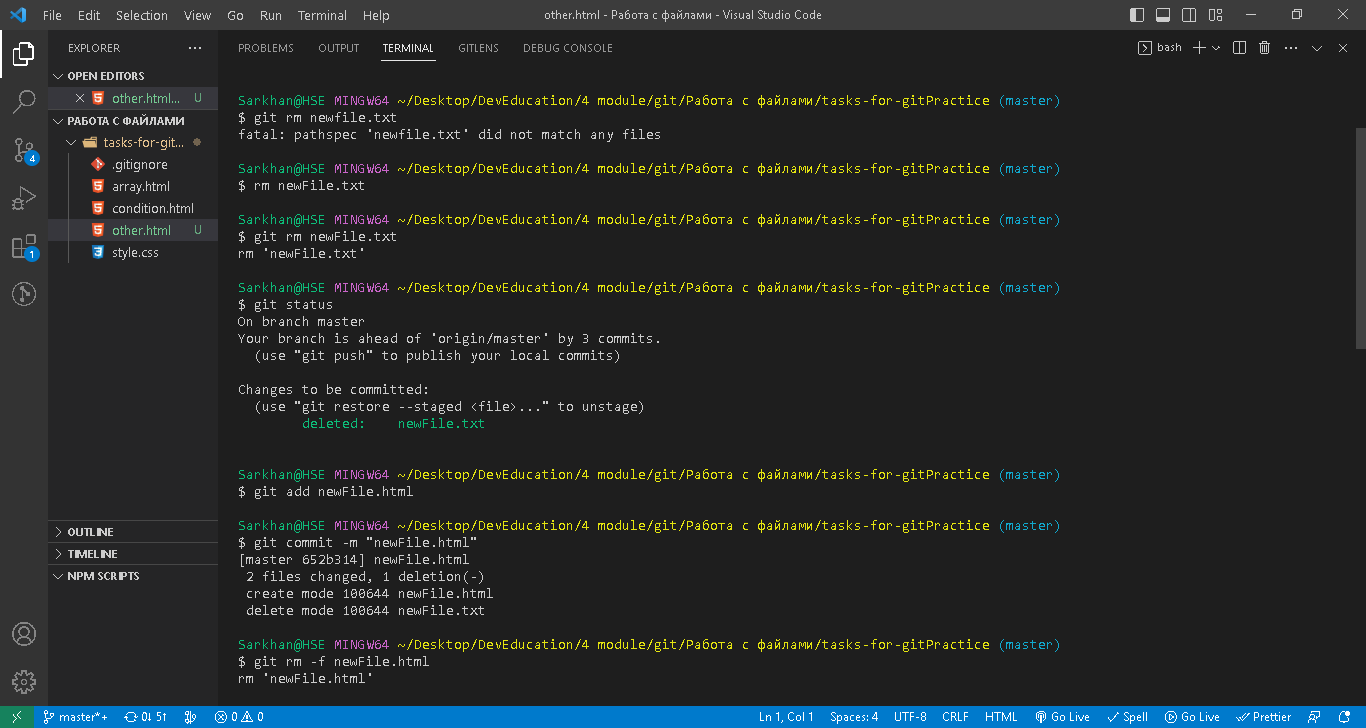 File Edit Selection View Go Run Terminal Help other.html - Работа с файлами - Visual Studio Code
EXPLORER ...
OPEN EDITORS
other.html... U
РАБОТА С ФАЙЛАМИ
tasks-for-git...
.gitignore
array.html
condition.html
other.html U
style.css
OUTLINE
TIMELINE
NPM SCRIPTS
4
1
PROBLEMS OUTPUT TERMINAL GITLENS DEBUG CONSOLE bash
Sarkhan@HSE MINGW64 ~/Desktop/DevEducation/4 module/git/Работа с файлами/tasks-for-gitPractice (master)
$ git rm newfile.txt
fatal: pathspec 'newfile.txt' did not match any files
Sarkhan@HSE MINGW64 ~/Desktop/DevEducation/4 module/git/Работа с файлами/tasks-for-gitPractice (master)
$ rm newFile.txt
Sarkhan@HSE MINGW64 ~/Desktop/DevEducation/4 module/git/Работа с файлами/tasks-for-gitPractice (master)
$ git rm newFile.txt
rm 'newFile.txt'
Sarkhan@HSE MINGW64 ~/Desktop/DevEducation/4 module/git/Работа с файлами/tasks-for-gitPractice (master)
$ git status
On branch master
Your branch is ahead of 'origin/master' by 3 commits.
(use "git push" to publish your local commits)
Changes to be committed:
(use "git restore --staged <file>..." to unstage)
deleted: newFile.txt
Sarkhan@HSE MINGW64 ~/Desktop/DevEducation/4 module/git/Работа с файлами/tasks-for-gitPractice (master)
$ git add newFile.html
Sarkhan@HSE MINGW64 ~/Desktop/DevEducation/4 module/git/Работа с файлами/tasks-for-gitPractice (master)
$ git commit -m "newFile.html"
[master 652b314] newFile.html
2 files changed, 1 deletion(-)
create mode 100644 newFile.html
delete mode 100644 newFile.txt
Sarkhan@HSE MINGW64 ~/Desktop/DevEducation/4 module/git/Работа с файлами/tasks-for-gitPractice (master)
$ git rm -f newFile.html
rm 'newFile.html'
master*+ 0↓ 5↑ 0 0 Ln 1, Col 1 Spaces: 4 UTF-8 CRLF HTML Go Live Spell Go Live Prettier